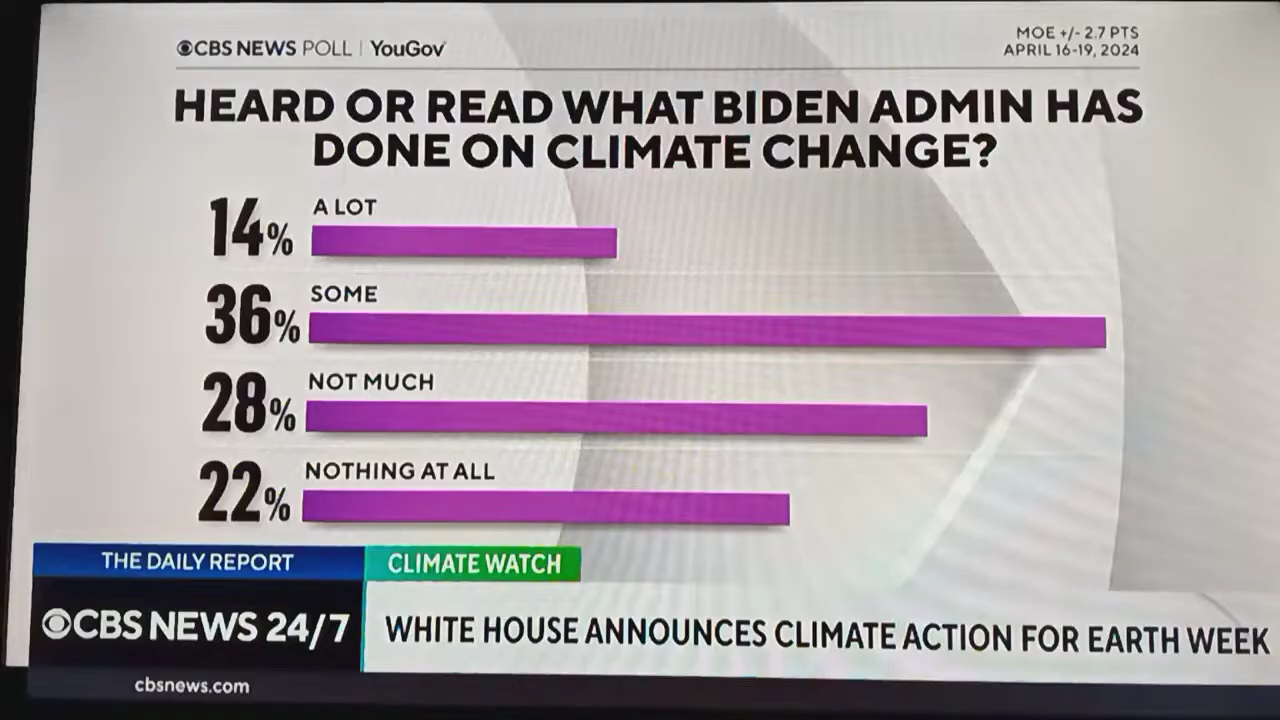 CBS NEWS POLL | YouGov
MOE +/- 2.7 PTS
APRIL 16-19, 2024
HEARD OR READ WHAT BIDEN ADMIN HAS
DONE ON CLIMATE CHANGE?
14% A LOT
36% SOME
28% NOT MUCH
22% NOTHING AT ALL
THE DAILY REPORT
CLIMATE WATCH
CBS NEWS 24/7
WHITE HOUSE ANNOUNCES CLIMATE ACTION FOR EARTH WEEK
cbsnews.com